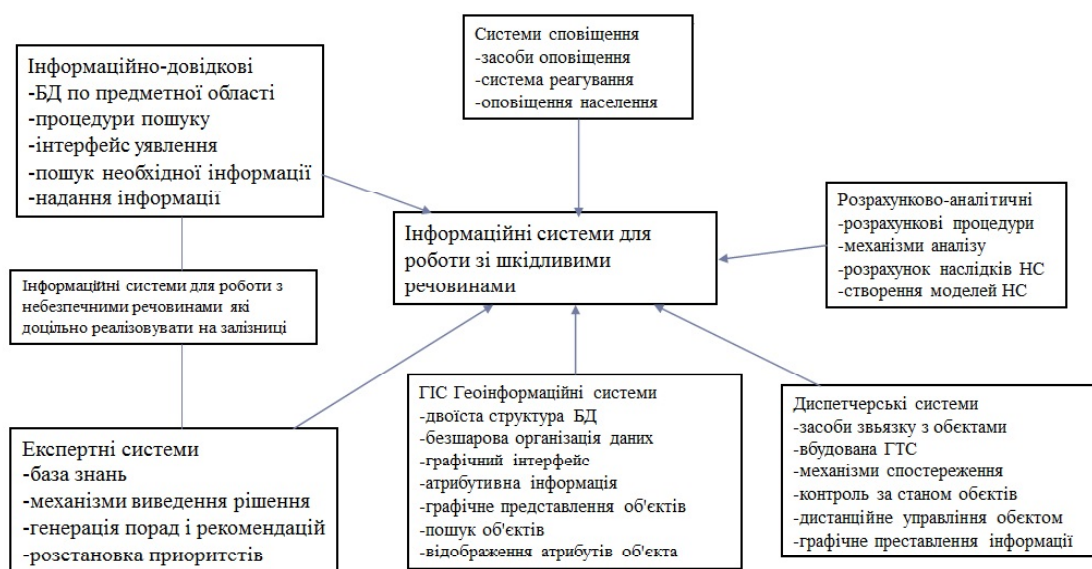 Системи сповіщення
-засоби оповіщення
-система реагування
-оповіщення населення
Інформаційно-довідкові
-БД по предметної області
-процедури пошуку
-інтерфейс уявлення
-пошук необхідної інформації
-надання інформації
Інформаційні системи для
роботи зі шкідливими
речовинами
Розрахунково-аналітичні
-розрахункові процедури
-механізми аналізу
-розрахунок наслідків НС
-створення моделей НС
Інформаційні системи для роботи з
небезпечними речовинами які
доцільно реалізовувати на залізниці
Експертні системи
-база знань
-механізми виведення рішення
-генерація порад і рекомендацій
-розстановка приоритстів
ГІС Геоінформаційні системи
-двоїста структура БД
-безшарова організація даних
-графічний інтерфейс
-атрибутивна інформація
-графічне представлення об'єктів
-пошук об'єктів
-відображення атрибутів об'єкта
Диспетчерські системи
-засоби звьязку з обєктами
-вбудована ГТС
-механізми спостереження
-контроль за станом обєктів
-дистанційне управління обєктом
-графічне преставлення інформації